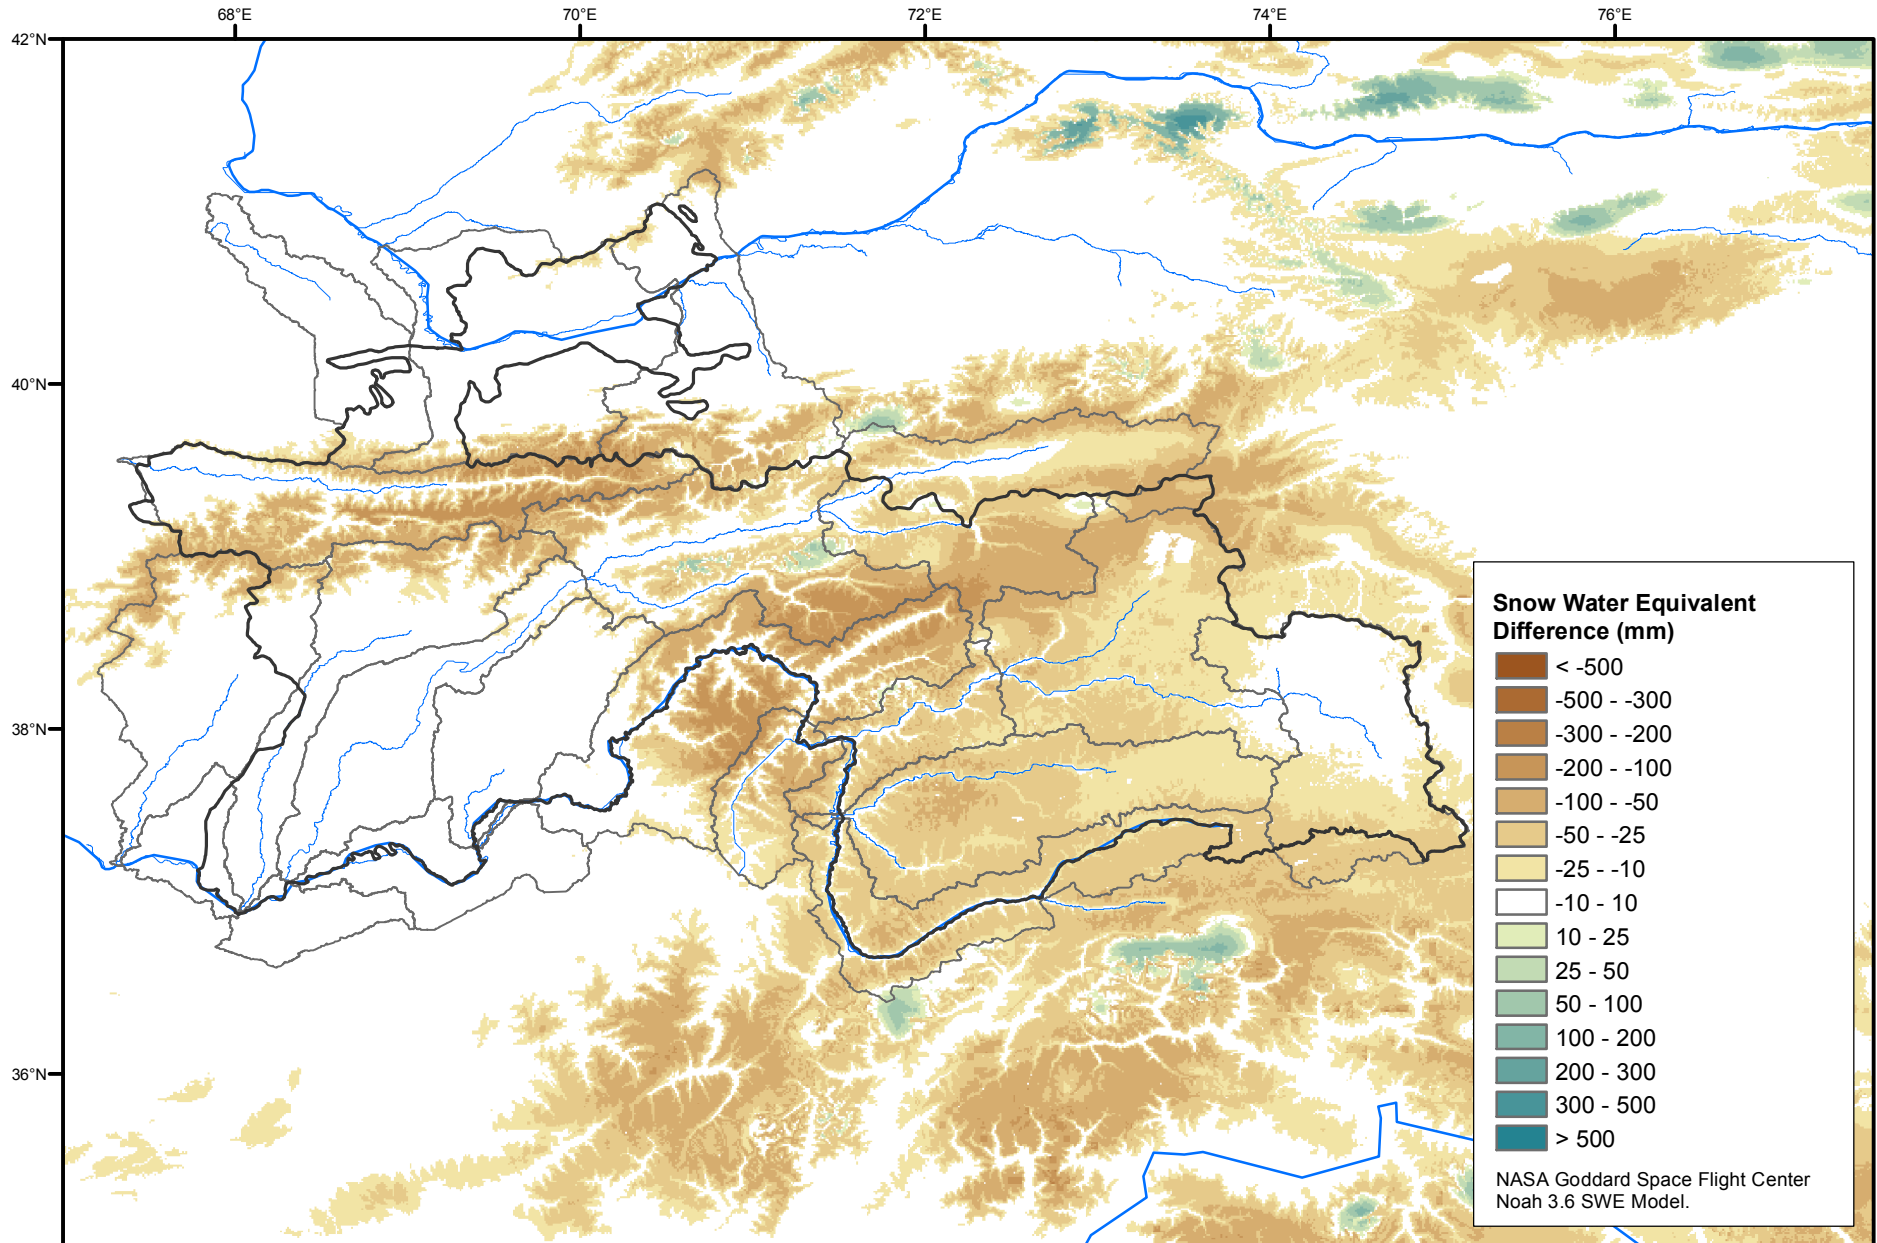 68°E
70°E
72°E
74°E
76°E
42°N
40°N
38°N
36°N
Snow Water Equivalent
Difference (mm)
< -500
-500 - -300
-300 - -200
-200 - -100
-100 - -50
-50 - -25
-25 - -10
-10 - 10
10 - 25
25 - 50
50 - 100
100 - 200
200 - 300
300 - 500
> 500
NASA Goddard Space Flight Center
Noah 3.6 SWE Model.